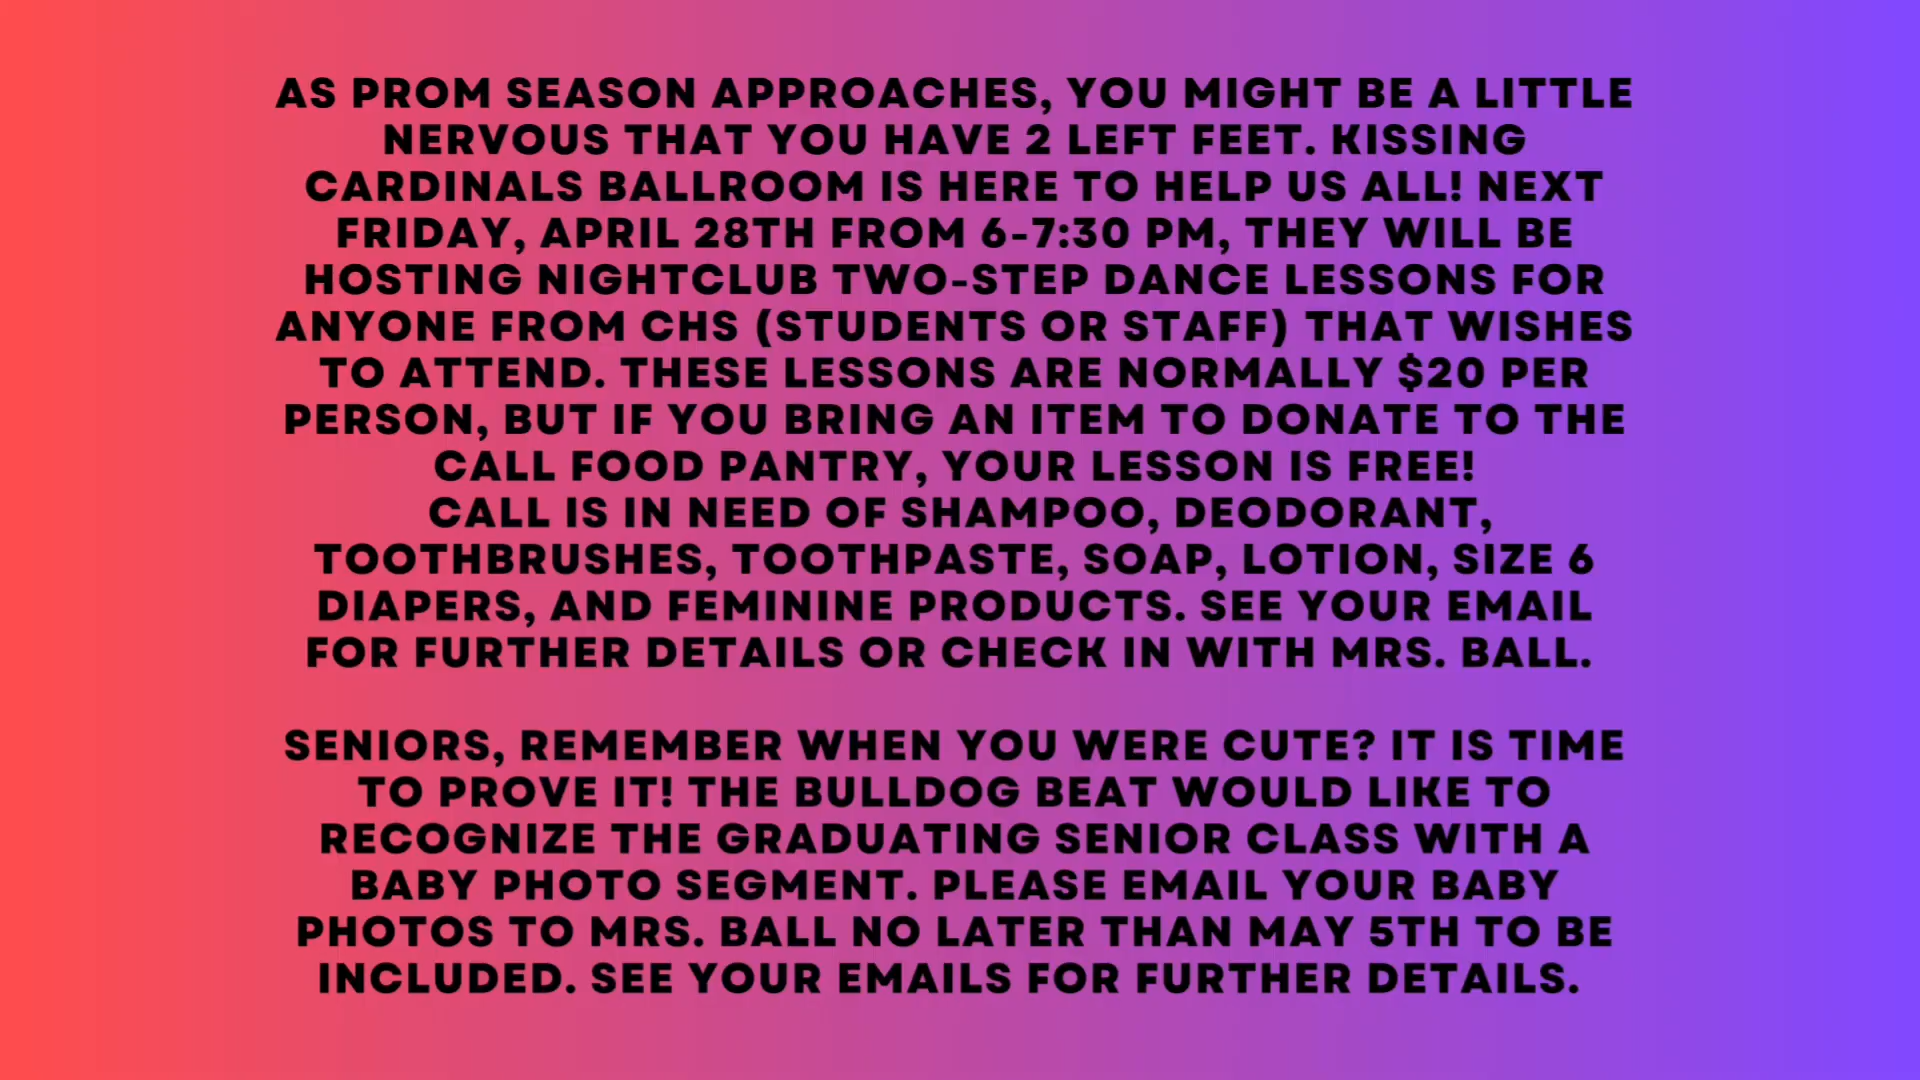 AS PROM SEASON APPROACHES, YOU MIGHT BE A LITTLE
NERVOUS THAT YOU HAVE 2 LEFT FEET. KISSING
CARDINALS BALLROOM IS HERE TO HELP US ALL! NEXT
FRIDAY, APRIL 28TH FROM 6-7:30 PM, THEY WILL BE
HOSTING NIGHTCLUB TWO-STEP DANCE LESSONS FOR
ANYONE FROM CHS (STUDENTS OR STAFF) THAT WISHES
TO ATTEND. THESE LESSONS ARE NORMALLY $20 PER
PERSON, BUT IF YOU BRING AN ITEM TO DONATE TO THE
CALL FOOD PANTRY, YOUR LESSON IS FREE!
CALL IS IN NEED OF SHAMPOO, DEODORANT,
TOOTHBRUSHES, TOOTHPASTE, SOAP, LOTION, SIZE 6
DIAPERS, AND FEMININE PRODUCTS. SEE YOUR EMAIL
FOR FURTHER DETAILS OR CHECK IN WITH MRS. BALL.
SENIORS, REMEMBER WHEN YOU WERE CUTE? IT IS TIME
TO PROVE IT! THE BULLDOG BEAT WOULD LIKE TO
RECOGNIZE THE GRADUATING SENIOR CLASS WITH A
BABY PHOTO SEGMENT. PLEASE EMAIL YOUR BABY
PHOTOS TO MRS. BALL NO LATER THAN MAY 5TH TO BE
INCLUDED. SEE YOUR EMAILS FOR FURTHER DETAILS.